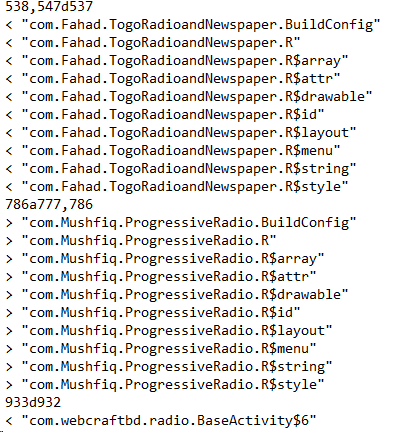 538,547d537
< "com.Fahad.TogoRadioandNewspaper.BuildConfig"
< "com.Fahad.TogoRadioandNewspaper.R"
< "com.Fahad.TogoRadioandNewspaper.R$array"
< "com.Fahad.TogoRadioandNewspaper.R$attr"
< "com.Fahad.TogoRadioandNewspaper.R$drawable"
< "com.Fahad.TogoRadioandNewspaper.R$id"
< "com.Fahad.TogoRadioandNewspaper.R$layout"
< "com.Fahad.TogoRadioandNewspaper.R$menu"
< "com.Fahad.TogoRadioandNewspaper.R$string"
< "com.Fahad.TogoRadioandNewspaper.R$style"
786a777,786
> "com.Mushfiq.ProgressiveRadio.BuildConfig"
> "com.Mushfiq.ProgressiveRadio.R"
> "com.Mushfiq.ProgressiveRadio.R$array"
> "com.Mushfiq.ProgressiveRadio.R$attr"
> "com.Mushfiq.ProgressiveRadio.R$drawable"
> "com.Mushfiq.ProgressiveRadio.R$id"
> "com.Mushfiq.ProgressiveRadio.R$layout"
> "com.Mushfiq.ProgressiveRadio.R$menu"
> "com.Mushfiq.ProgressiveRadio.R$string"
> "com.Mushfiq.ProgressiveRadio.R$style"
933d932
< "com.webcraftbd.radio.BaseActivity$6"